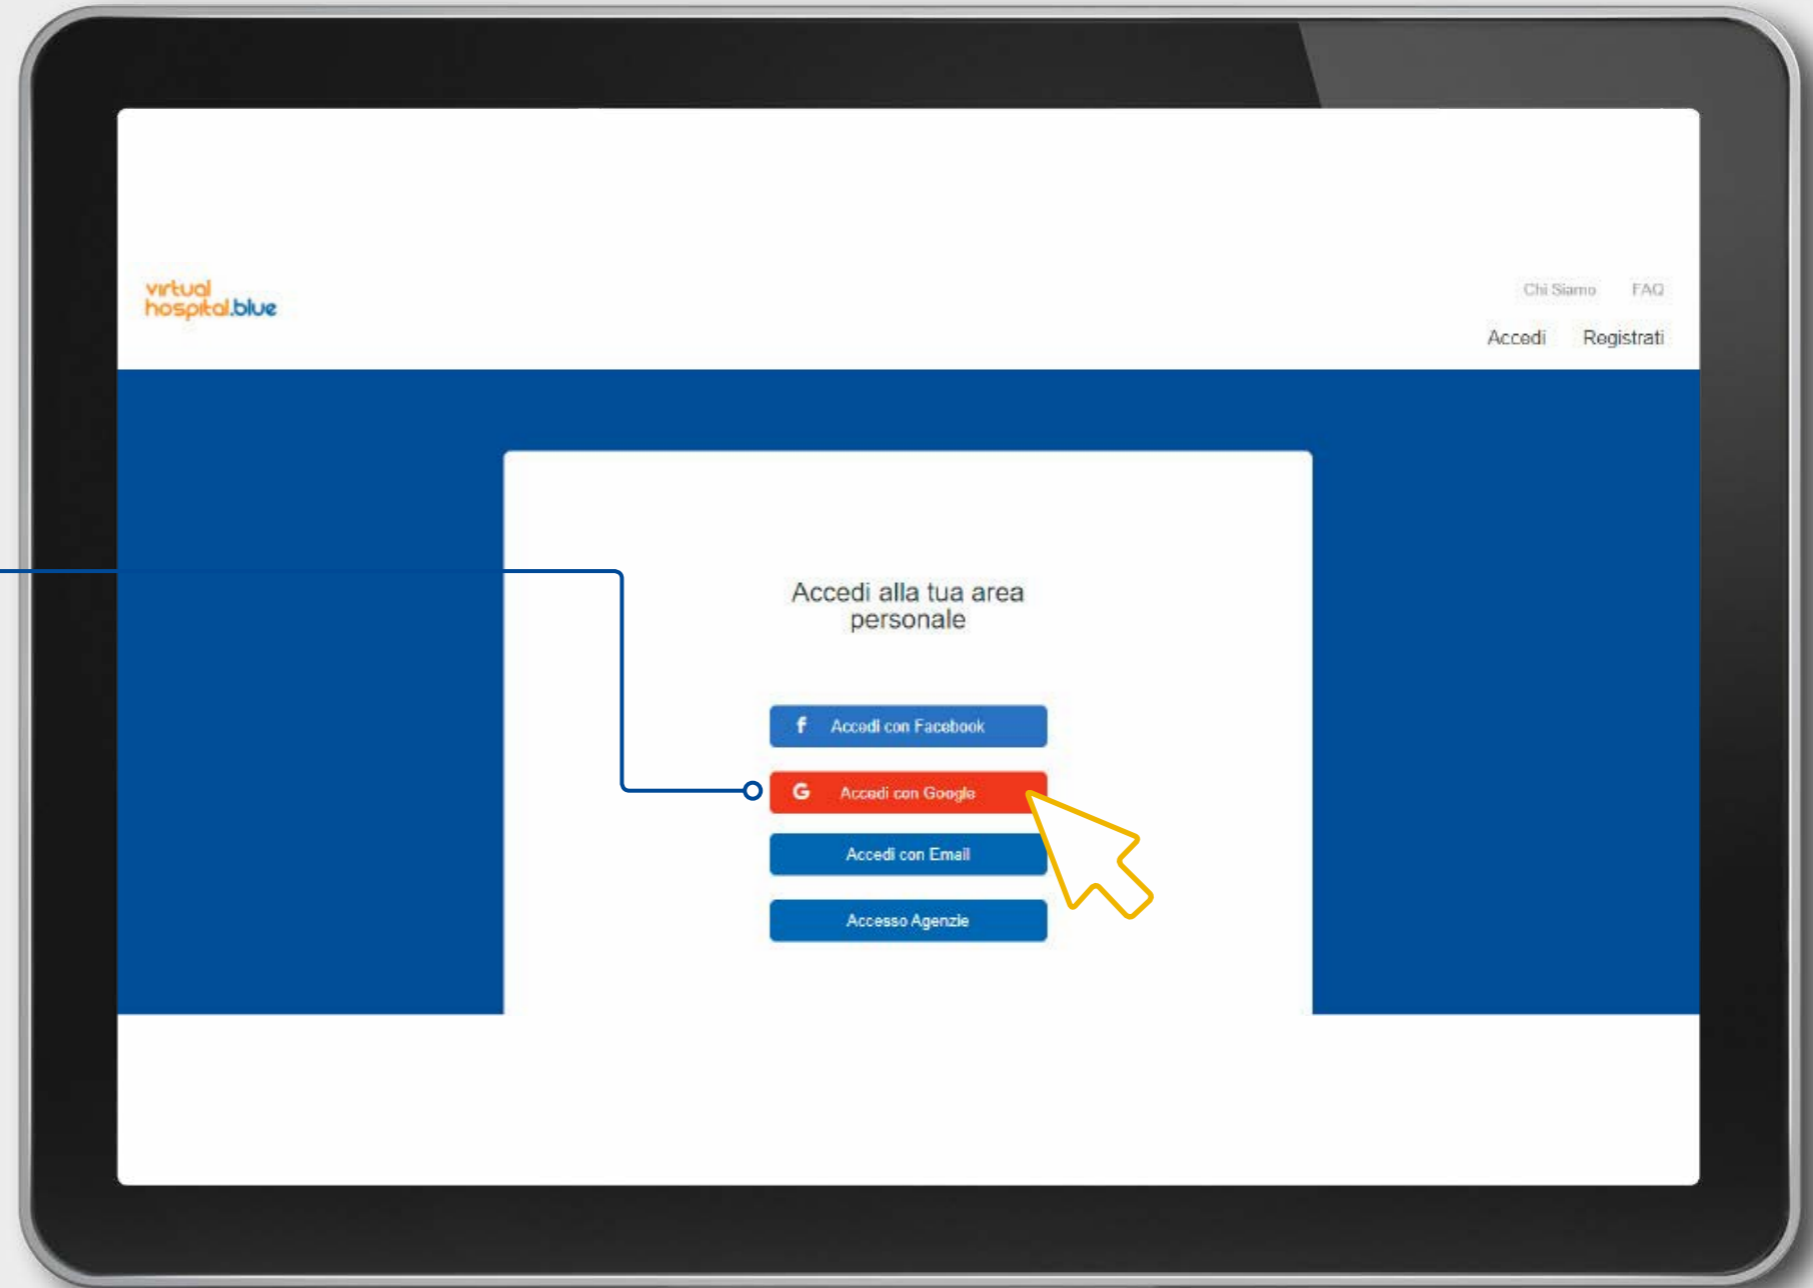 virtual
hospital.blue
Chi Siamo FAQ
Accedi Registrati
Accedi alla tua area
personale
f Accedi con Facebook
G Accedi con Google
Accedi con Email
Accesso Agenzie